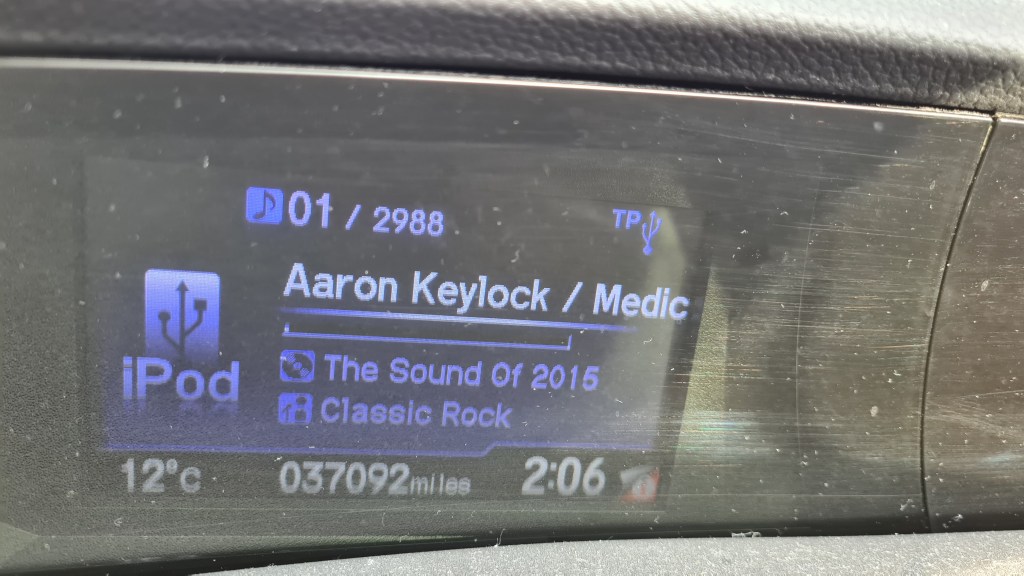 01 / 2988
TP
Aaron Keylock / Medic
iPod
The Sound Of 2015
Classic Rock
12°c 037092miles 2:06